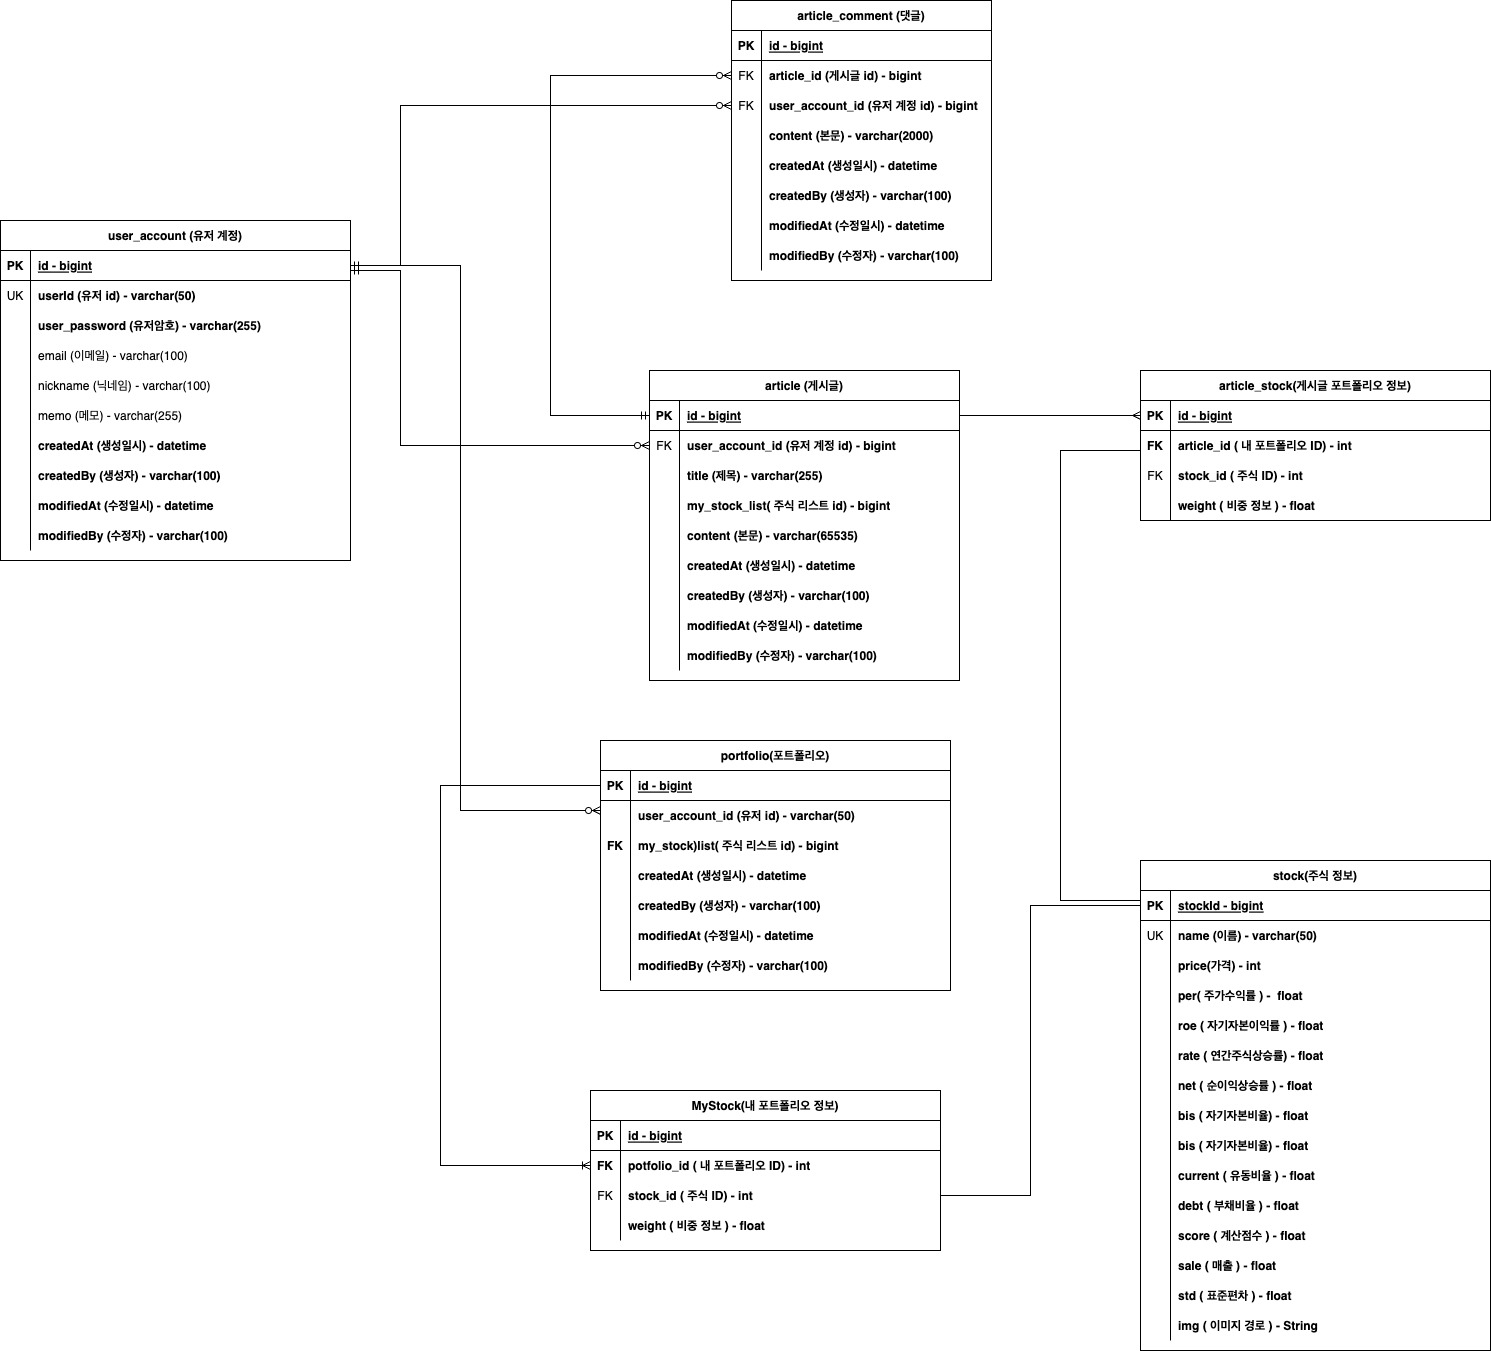 article_comment (댓글)
PK id - bigint
FK article_id (게시글 id) - bigint
FK user_account_id (유저 계정 id) - bigint
content (본문) - varchar(2000)
createdAt (생성일시) - datetime
createdBy (생성자) - varchar(100)
modifiedAt (수정일시) - datetime
modifiedBy (수정자) - varchar(100)
user_account (유저 계정)
PK id - bigint
UK userId (유저 id) - varchar(50)
user_password (유저암호) - varchar(255)
email (이메일) - varchar(100)
nickname (닉네임) - varchar(100)
memo (메모) - varchar(255)
createdAt (생성일시) - datetime
createdBy (생성자) - varchar(100)
modifiedAt (수정일시) - datetime
modifiedBy (수정자) - varchar(100)
article (게시글)
PK id - bigint
FK user_account_id (유저 계정 id) - bigint
title (제목) - varchar(255)
my_stock_list( 주식 리스트 id) - bigint
content (본문) - varchar(65535)
createdAt (생성일시) - datetime
createdBy (생성자) - varchar(100)
modifiedAt (수정일시) - datetime
modifiedBy (수정자) - varchar(100)
article_stock(게시글 포트폴리오 정보)
PK id - bigint
FK article_id ( 내 포트폴리오 ID) - int
FK stock_id ( 주식 ID) - int
weight ( 비중 정보 ) - float
portfolio(포트폴리오)
PK id - bigint
user_account_id (유저 id) - varchar(50)
FK my_stock)list( 주식 리스트 id) - bigint
createdAt (생성일시) - datetime
createdBy (생성자) - varchar(100)
modifiedAt (수정일시) - datetime
modifiedBy (수정자) - varchar(100)
stock(주식 정보)
PK stockId - bigint
UK name (이름) - varchar(50)
price(가격) - int
per( 주가수익률 ) -  float
roe ( 자기자본이익률 ) - float
rate ( 연간주식상승률) - float
net ( 순이익상승률 ) - float
bis ( 자기자본비율) - float
bis ( 자기자본비율) - float
current ( 유동비율 ) - float
debt ( 부채비율 ) - float
score ( 계산점수 ) - float
sale ( 매출 ) - float
std ( 표준편차 ) - float
img ( 이미지 경로 ) - String
MyStock(내 포트폴리오 정보)
PK id - bigint
FK potfolio_id ( 내 포트폴리오 ID) - int
FK stock_id ( 주식 ID) - int
weight ( 비중 정보 ) - float